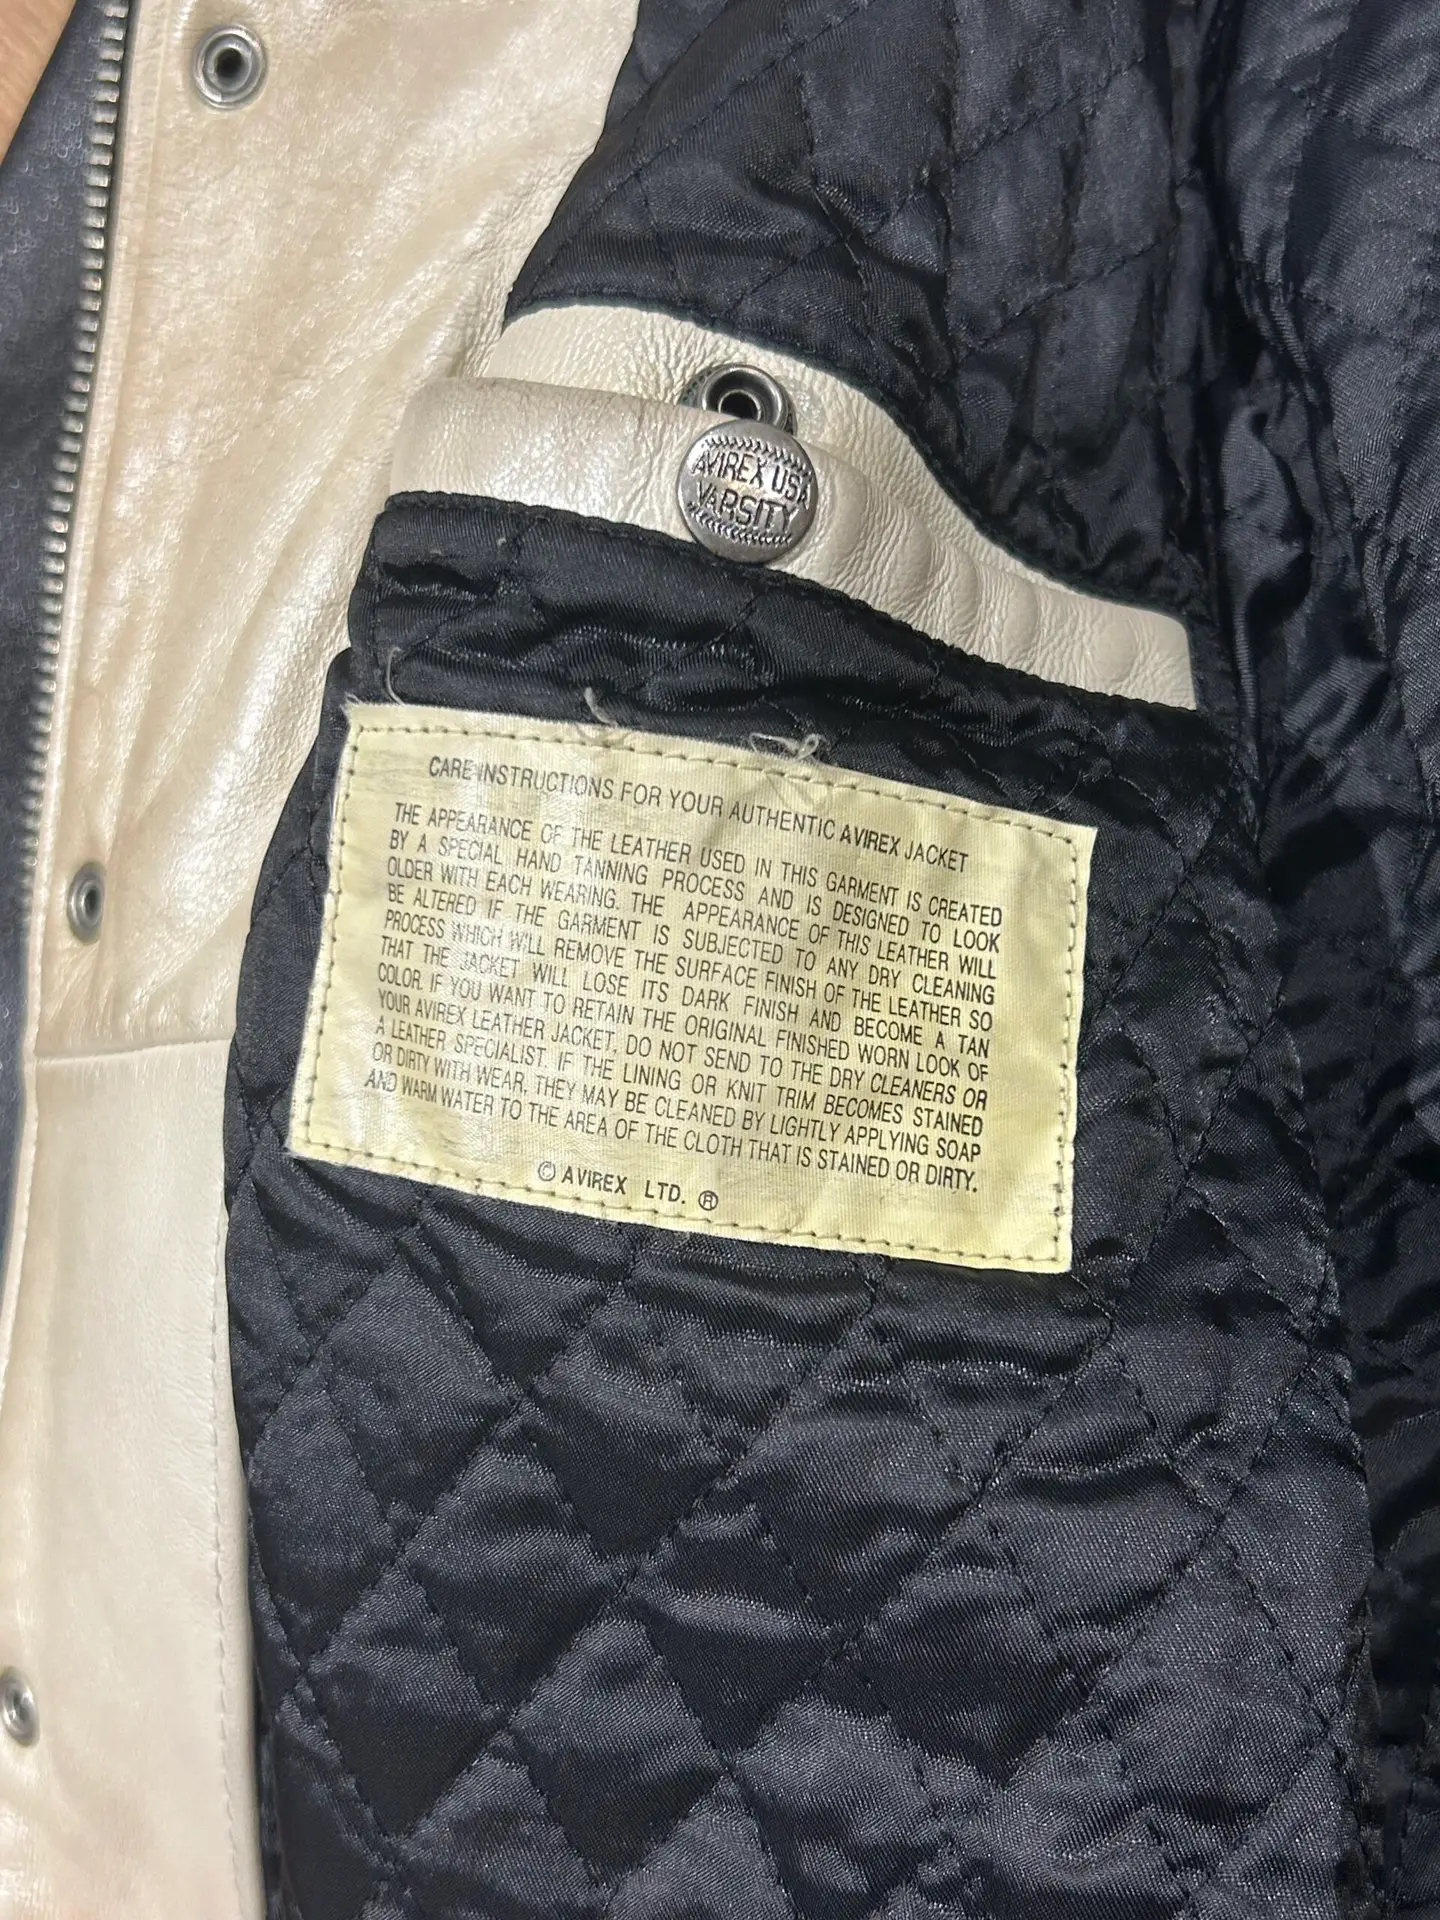 AVIREX USA
VARSITY
CARE INSTRUCTIONS FOR YOUR AUTHENTIC AVIREX JACKET
THE APPEARANCE OF THE LEATHER USED IN THIS GARMENT IS CREATED
BY A SPECIAL HAND TANNING PROCESS AND IS DESIGNED TO LOOK
OLDER WITH EACH WEARING. THE APPEARANCE OF THIS LEATHER WILL
BE ALTERED IF THE GARMENT IS SUBJECTED TO ANY DRY CLEANING
PROCESS WHICH WILL REMOVE THE SURFACE FINISH OF THE LEATHER SO
THAT THE JACKET WILL LOSE ITS DARK FINISH AND BECOME A TAN
COLOR. IF YOU WANT TO RETAIN THE ORIGINAL FINISHED WORN LOOK OF
YOUR AVIREX LEATHER JACKET, DO NOT SEND TO THE DRY CLEANERS OR
A LEATHER SPECIALIST. IF THE LINING OR KNIT TRIM BECOMES STAINED
OR DIRTY WITH WEAR, THEY MAY BE CLEANED BY LIGHTLY APPLYING SOAP
AND WARM WATER TO THE AREA OF THE CLOTH THAT IS STAINED OR DIRTY.
© AVIREX LTD. ®